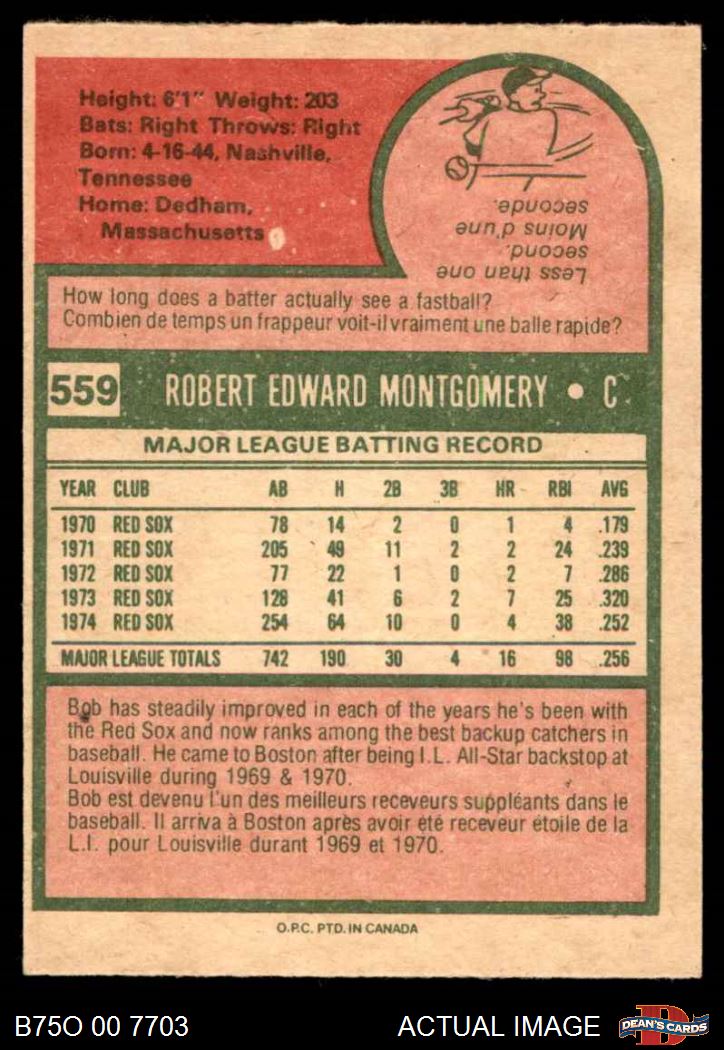 Height: 6'1" Weight: 203
Bats: Right Throws: Right
Born: 4-16-44, Nashville,
Tennessee
Home: Dedham,
Massachusetts
Less than one
second.
Moins d'une
seconde.
How long does a batter actually see a fastball?
Combien de temps un frappeur voit-il vraiment une balle rapide?
559 ROBERT EDWARD MONTGOMERY • C
MAJOR LEAGUE BATTING RECORD
YEAR CLUB AB H 2B 3B HR RBI AVG
1970 RED SOX 78 14 2 0 1 4 .179
1971 RED SOX 205 49 11 2 2 24 .239
1972 RED SOX 77 22 1 0 2 7 .286
1973 RED SOX 128 41 6 2 7 25 .320
1974 RED SOX 254 64 10 0 4 38 .252
MAJOR LEAGUE TOTALS 742 190 30 4 16 98 .256
Bob has steadily improved in each of the years he's been with
the Red Sox and now ranks among the best backup catchers in
baseball. He came to Boston after being I.L. All-Star backstop at
Louisville during 1969 & 1970.
Bob est devenu l'un des meilleurs receveurs suppléants dans le
baseball. Il arriva à Boston après avoir été receveur étoile de la
L.I. pour Louisville durant 1969 et 1970.
O.P.C. PTD. IN CANADA
B75O 00 7703
ACTUAL IMAGE
D
DEAN'S CARDS